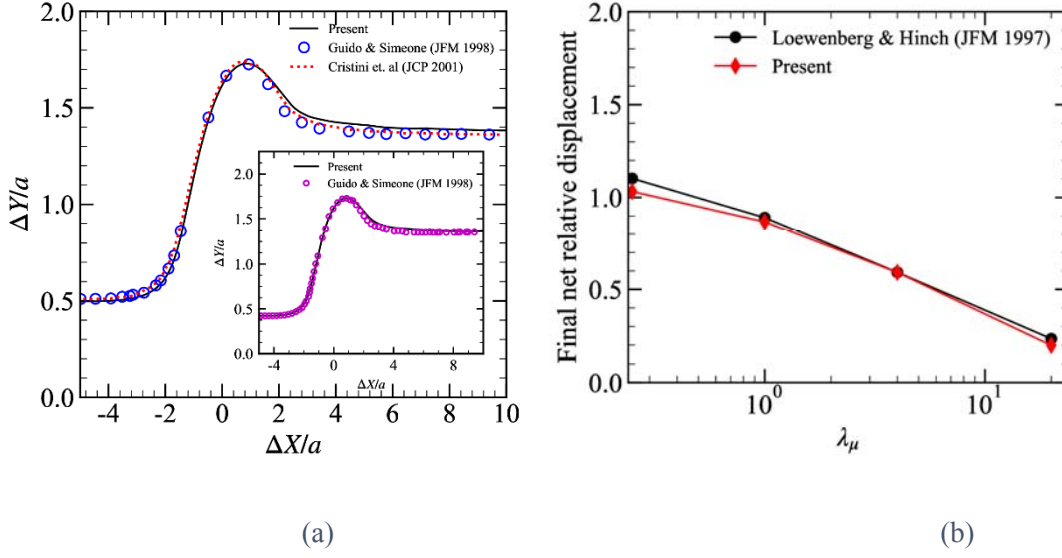 2.0
1.5
1.0
0.5
0.0
ΔY/a
Present
Guido & Simeone (JFM 1998)
Cristini et. al (JCP 2001)
-4 -2 0 2 4 6 8 10
ΔX/a
2.0
1.5
1.0
0.5
0.0
ΔY/a
Present
Guido & Simeone (JFM 1998)
-4 0 4 8
ΔX/a
(a)
2.0
1.5
1.0
0.5
0.0
Final net relative displacement
Loewenberg & Hinch (JFM 1997)
Present
10⁰ 10¹
λμ
(b)